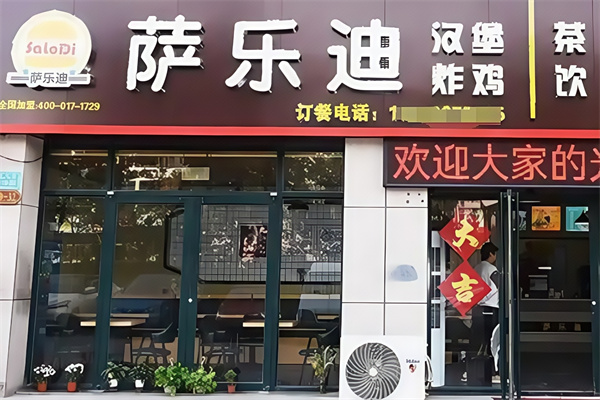 SaLoDi
萨乐迪
全国加盟:400-017-1729
萨乐迪
汉堡
炸鸡
茶
饮
订餐电话:
欢迎大家的
大
吉